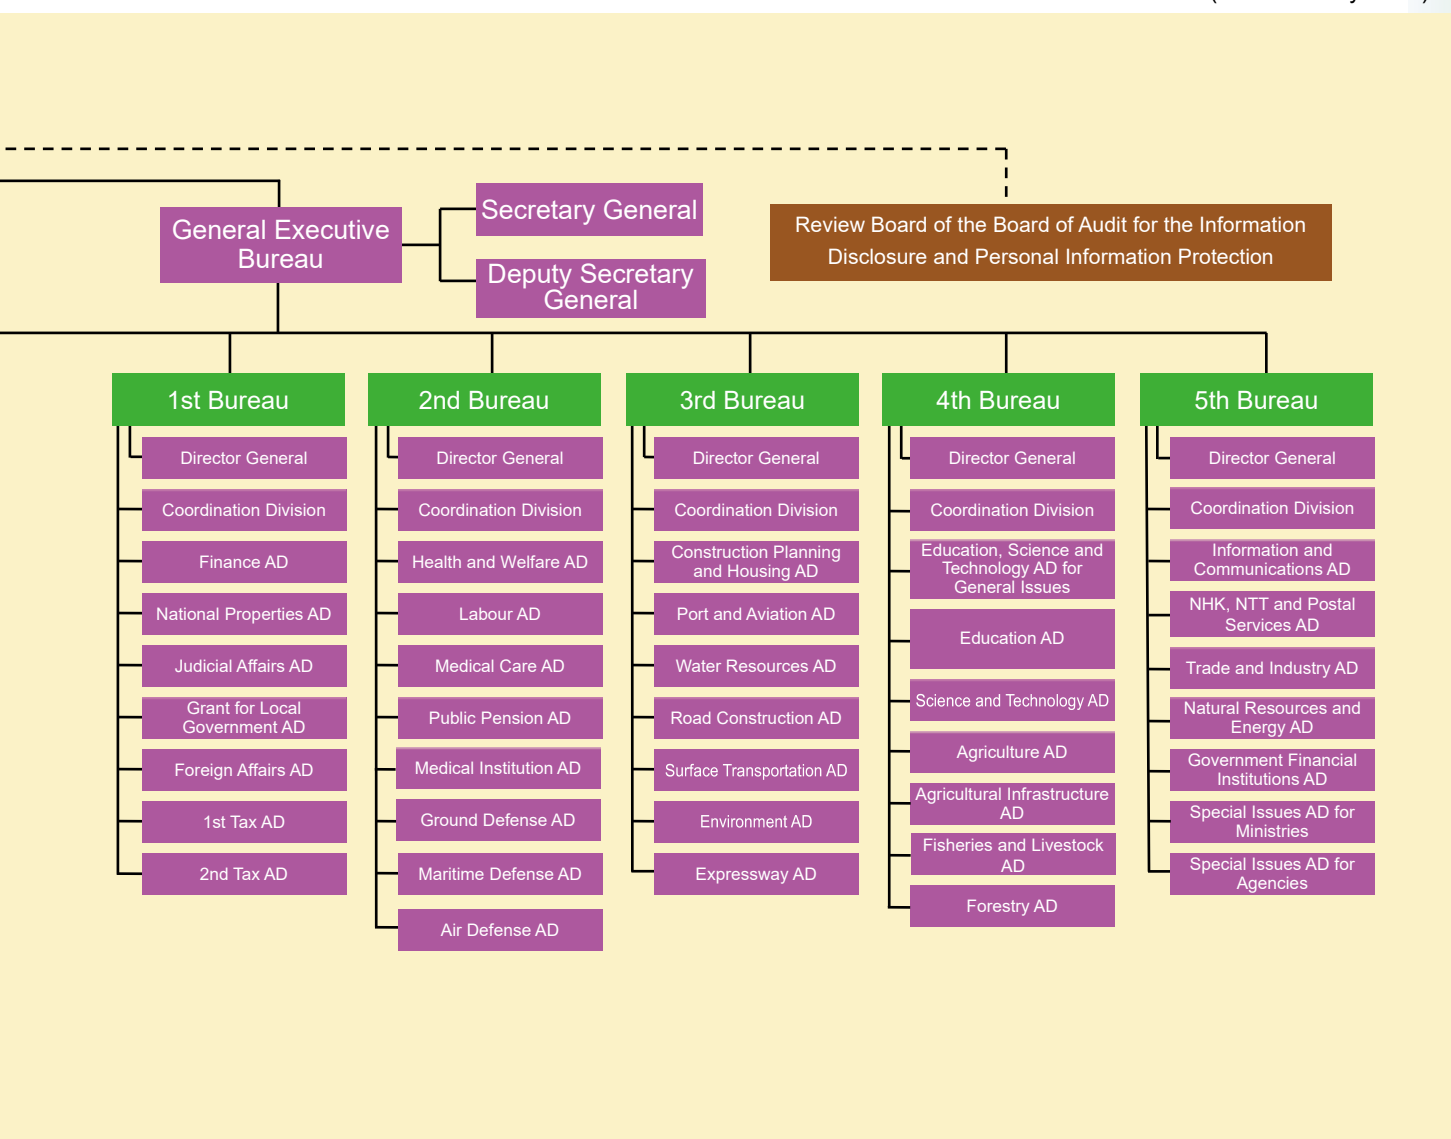 General Executive
Bureau
Secretary General
Deputy Secretary
General
Review Board of the Board of Audit for the Information
Disclosure and Personal Information Protection
1st Bureau
Director General
Coordination Division
Finance AD
National Properties AD
Judicial Affairs AD
Grant for Local
Government AD
Foreign Affairs AD
1st Tax AD
2nd Tax AD
2nd Bureau
Director General
Coordination Division
Health and Welfare AD
Labour AD
Medical Care AD
Public Pension AD
Medical Institution AD
Ground Defense AD
Maritime Defense AD
Air Defense AD
3rd Bureau
Director General
Coordination Division
Construction Planning
and Housing AD
Port and Aviation AD
Water Resources AD
Road Construction AD
Surface Transportation AD
Environment AD
Expressway AD
4th Bureau
Director General
Coordination Division
Education, Science and
Technology AD for
General Issues
Education AD
Science and Technology AD
Agriculture AD
Agricultural Infrastructure
AD
Fisheries and Livestock
AD
Forestry AD
5th Bureau
Director General
Coordination Division
Information and
Communications AD
NHK, NTT and Postal
Services AD
Trade and Industry AD
Natural Resources and
Energy AD
Government Financial
Institutions AD
Special Issues AD for
Ministries
Special Issues AD for
Agencies